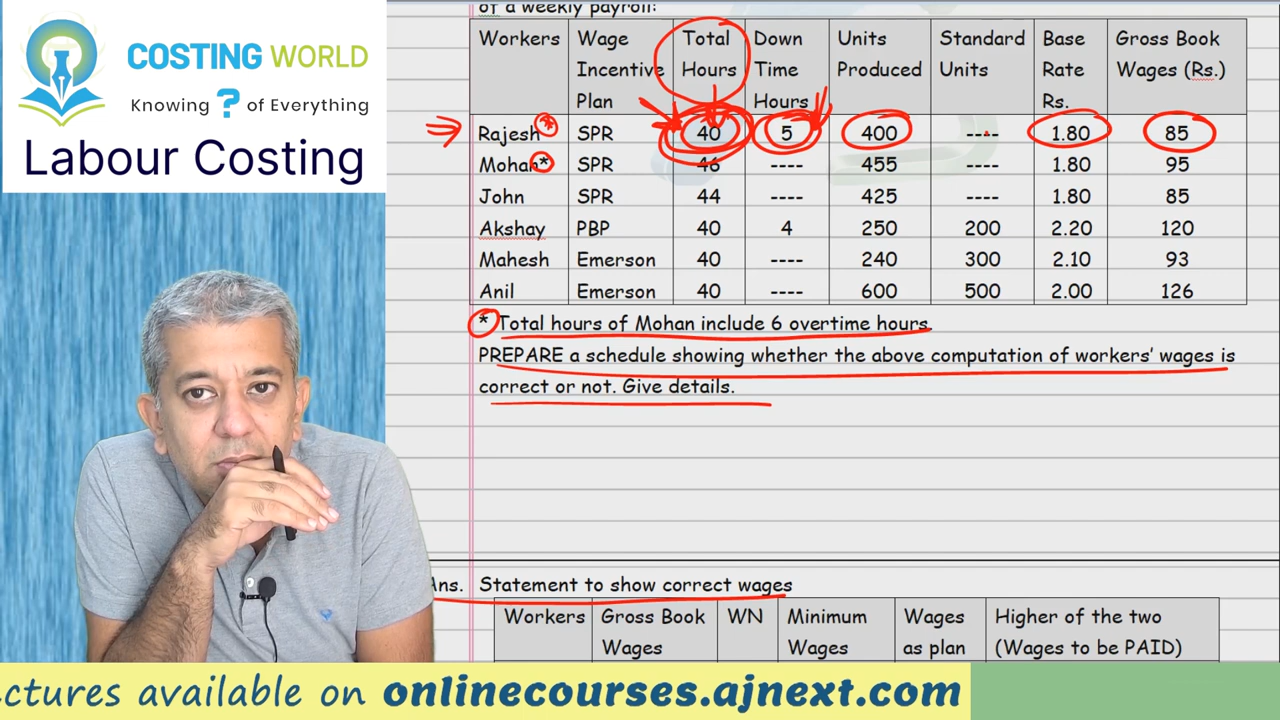 COSTING WORLD
Knowing ? of Everything
Labour Costing
of a weekly payroll:
Workers Wage Incentive Plan Total Hours Down Time Hours Units Produced Standard Units Base Rate Rs. Gross Book Wages (Rs.)
Rajesh* SPR 40 5 400 ---- 1.80 85
Mohan* SPR 46 ---- 455 ---- 1.80 95
John SPR 44 ---- 425 ---- 1.80 85
Akshay PBP 40 4 250 200 2.20 120
Mahesh Emerson 40 ---- 240 300 2.10 93
Anil Emerson 40 ---- 600 500 2.00 126
* Total hours of Mohan include 6 overtime hours.
PREPARE a schedule showing whether the above computation of workers' wages is
correct or not. Give details.
Ans. Statement to show correct wages
Workers Gross Book Wages WN Minimum Wages Wages as plan Higher of the two (Wages to be PAID)
ctures available on onlinecourses.ajnext.com